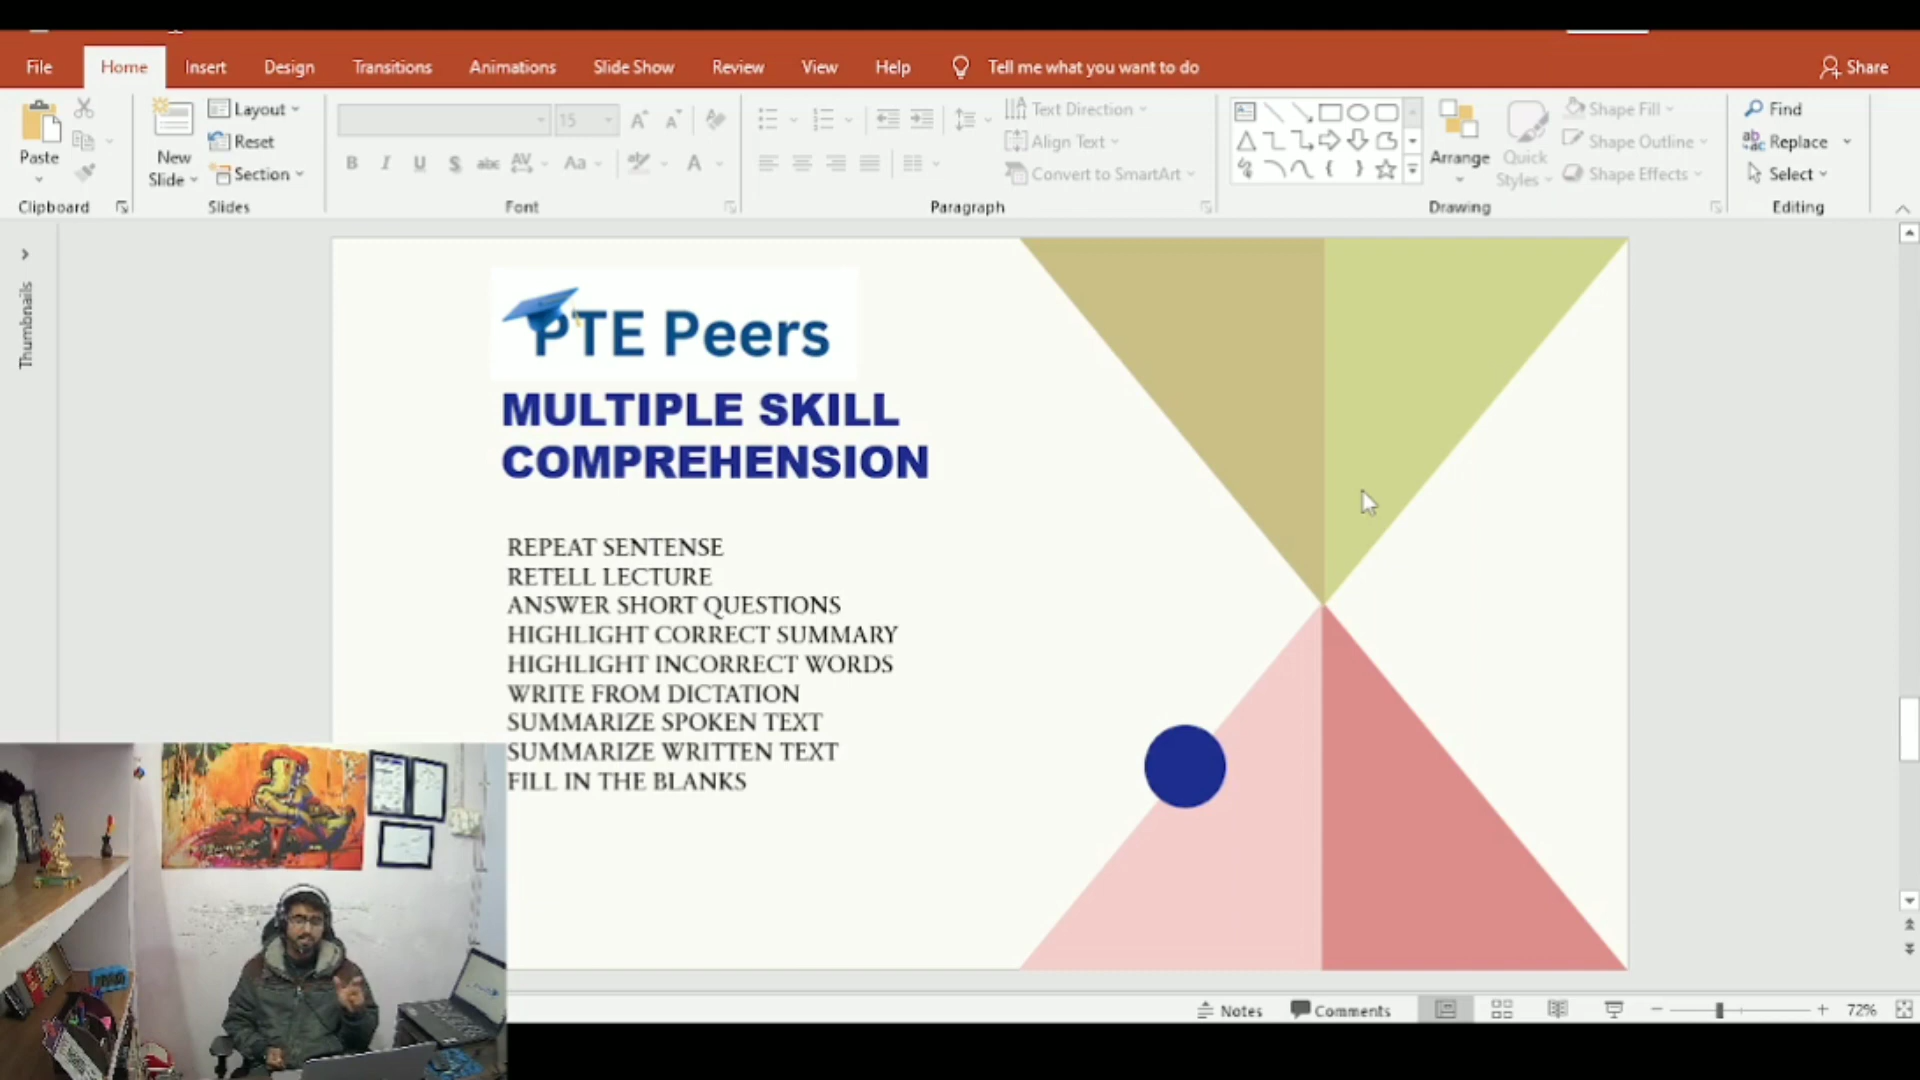 File Home Insert Design Transitions Animations Slide Show Review View Help Tell me what you want to do Share
Paste
Clipboard
New
Slide
Layout
Reset
Section
Slides
15
Font
Text Direction
Align Text
Convert to SmartArt
Paragraph
Arrange
Quick
Styles
Shape Fill
Shape Outline
Shape Effects
Drawing
Find
Replace
Select
Editing
Thumbnails
PTE Peers
MULTIPLE SKILL
COMPREHENSION
REPEAT SENTENSE
RETELL LECTURE
ANSWER SHORT QUESTIONS
HIGHLIGHT CORRECT SUMMARY
HIGHLIGHT INCORRECT WORDS
WRITE FROM DICTATION
SUMMARIZE SPOKEN TEXT
SUMMARIZE WRITTEN TEXT
FILL IN THE BLANKS
Notes Comments 72%